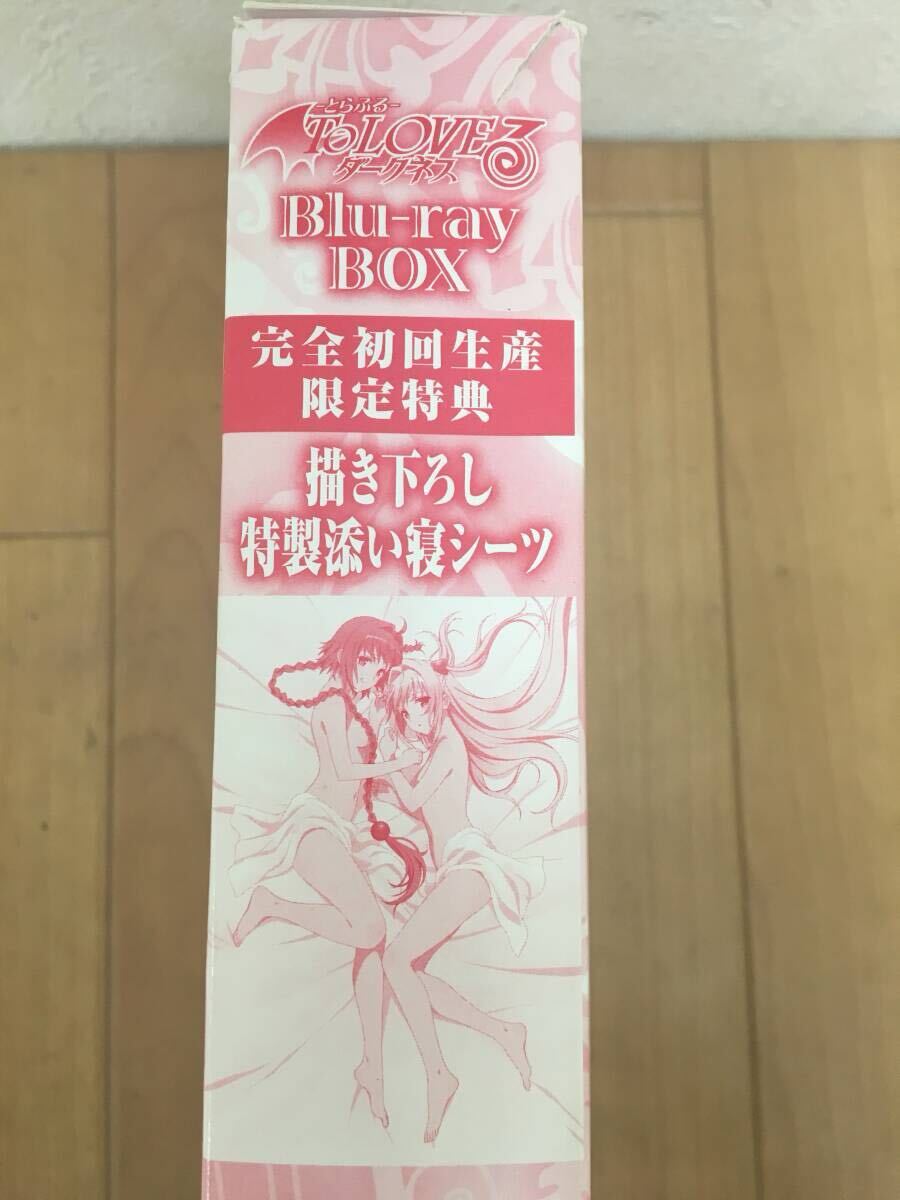 -とらぶる-
ToLOVEる
ダークネス
Blu-ray
BOX
完全初回生産
限定特典
描き下ろし
特製添い寝シーツ